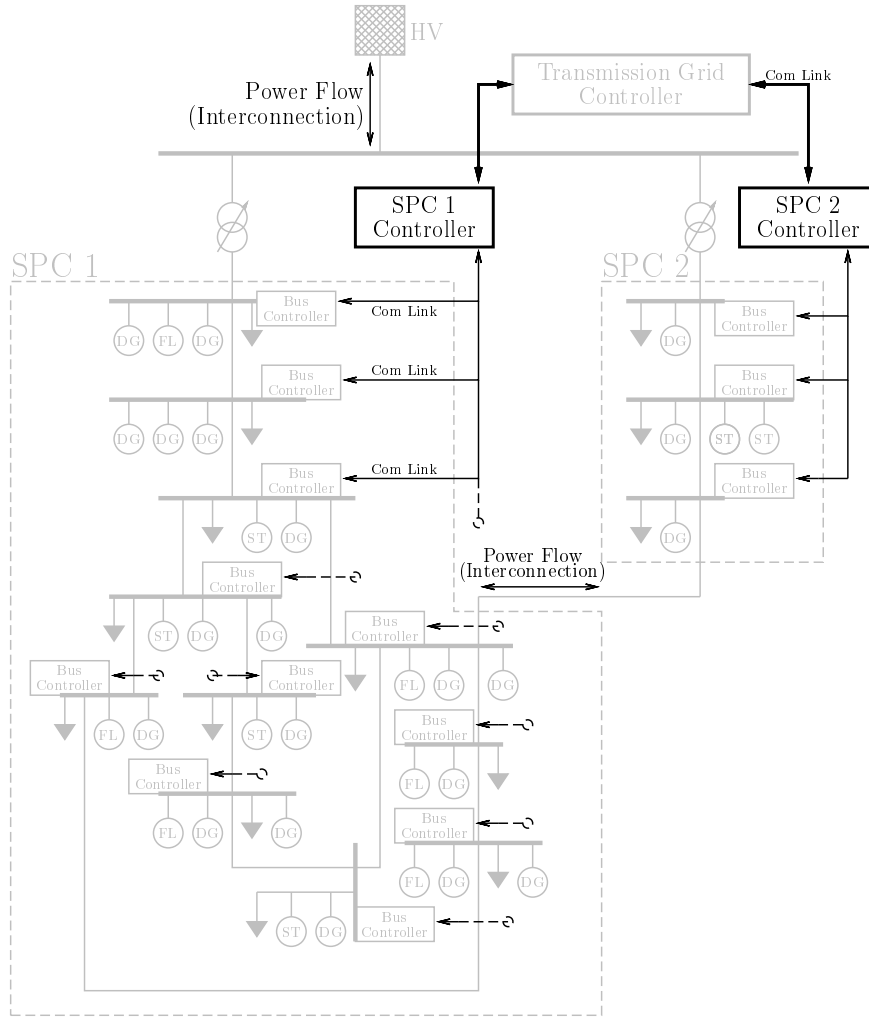 HV
Transmission Grid
Controller
Com Link
Power Flow
(Interconnection)
SPC 1
Controller
SPC 2
Controller
SPC 1
SPC 2
Bus
Controller
Com Link
DG
FL
DG
Bus
Controller
DG
Bus
Controller
Com Link
Bus
Controller
DG
DG
DG
DG
ST
ST
Bus
Controller
Com Link
Bus
Controller
ST
DG
DG
Power Flow
(Interconnection)
Bus
Controller
ST
DG
DG
Bus
Controller
FL
DG
DG
Bus
Controller
Bus
Controller
FL
DG
ST
DG
Bus
Controller
FL
DG
Bus
Controller
FL
DG
DG
Bus
Controller
FL
DG
DG
Bus
Controller
ST
DG